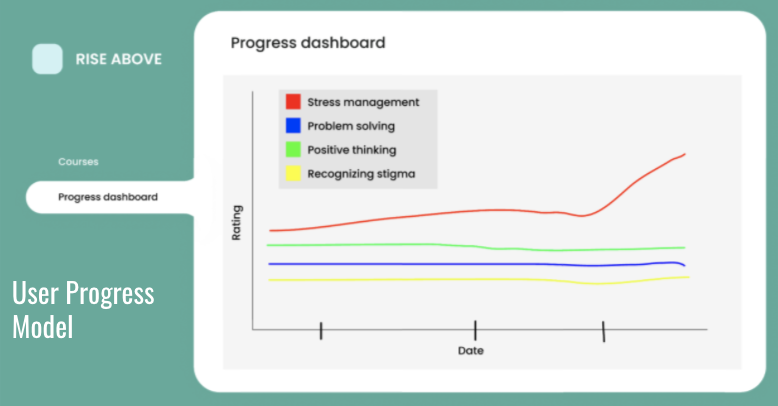 RISE ABOVE
Courses
Progress dashboard
User Progress
Model
Progress dashboard
Stress management
Problem solving
Positive thinking
Recognizing stigma
Rating
Date